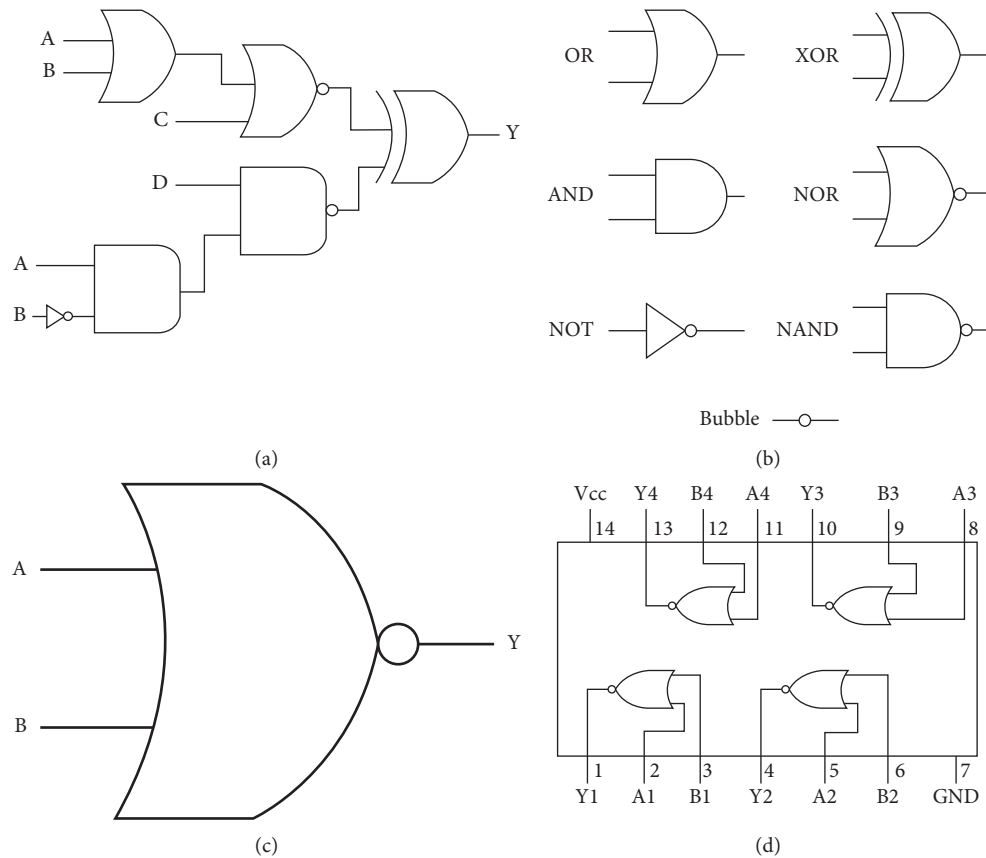 A
B
C
Y
D
A
B
(a)
OR
XOR
AND
NOR
NOT
NAND
Bubble
(b)
A
Y
B
(c)
Vcc Y4 B4 A4 Y3 B3 A3
14 13 12 11 10 9 8
1 2 3 4 5 6 7
Y1 A1 B1 Y2 A2 B2 GND
(d)